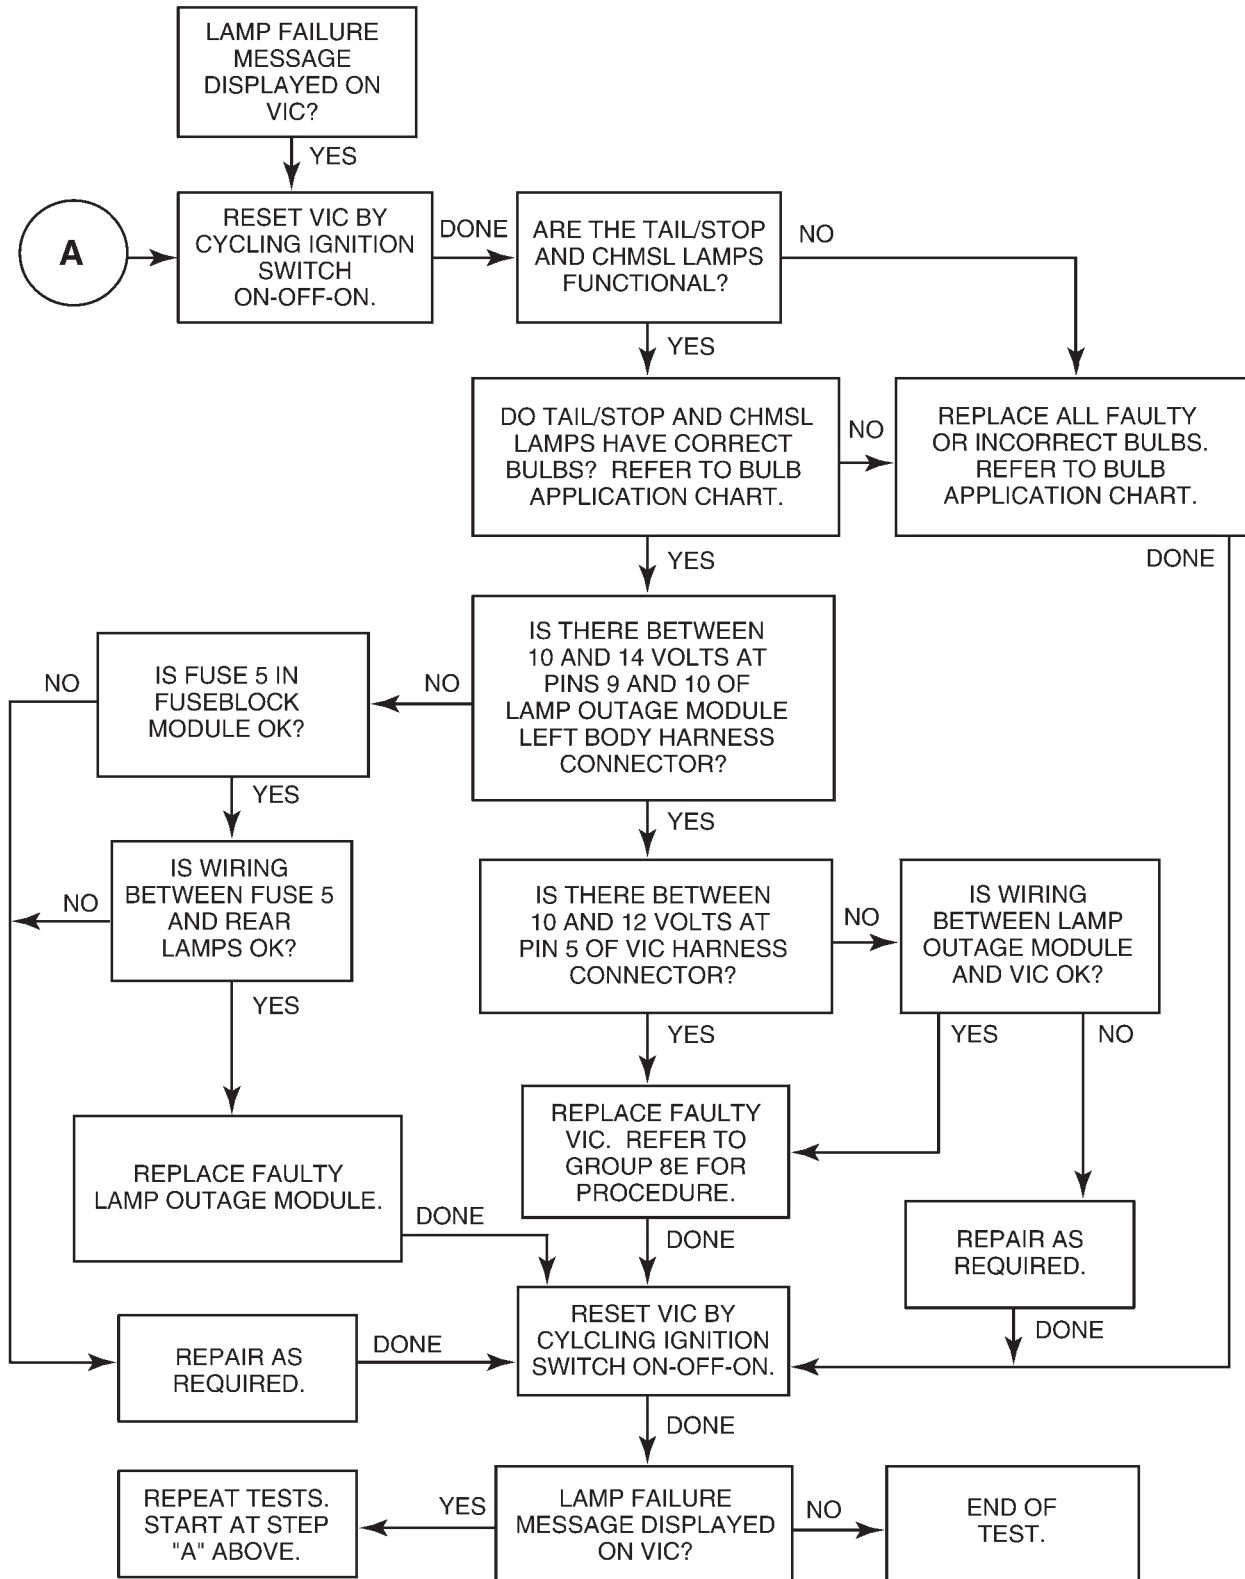 LAMP FAILURE
MESSAGE
DISPLAYED ON
VIC?
YES
A
RESET VIC BY
CYCLING IGNITION
SWITCH
ON-OFF-ON.
DONE
ARE THE TAIL/STOP
AND CHMSL LAMPS
FUNCTIONAL?
NO
YES
DO TAIL/STOP AND CHMSL
LAMPS HAVE CORRECT
BULBS? REFER TO BULB
APPLICATION CHART.
NO
REPLACE ALL FAULTY
OR INCORRECT BULBS.
REFER TO BULB
APPLICATION CHART.
YES
DONE
IS THERE BETWEEN
10 AND 14 VOLTS AT
PINS 9 AND 10 OF
LAMP OUTAGE MODULE
LEFT BODY HARNESS
CONNECTOR?
NO
IS FUSE 5 IN
FUSEBLOCK
MODULE OK?
NO
YES
YES
IS WIRING
BETWEEN FUSE 5
AND REAR
LAMPS OK?
NO
YES
IS THERE BETWEEN
10 AND 12 VOLTS AT
PIN 5 OF VIC HARNESS
CONNECTOR?
NO
IS WIRING
BETWEEN LAMP
OUTAGE MODULE
AND VIC OK?
YES
YES
NO
REPLACE FAULTY
LAMP OUTAGE MODULE.
DONE
REPLACE FAULTY
VIC. REFER TO
GROUP 8E FOR
PROCEDURE.
DONE
REPAIR AS
REQUIRED.
DONE
REPAIR AS
REQUIRED.
DONE
RESET VIC BY
CYLCLING IGNITION
SWITCH ON-OFF-ON.
DONE
REPEAT TESTS.
START AT STEP
"A" ABOVE.
YES
LAMP FAILURE
MESSAGE DISPLAYED
ON VIC?
NO
END OF
TEST.